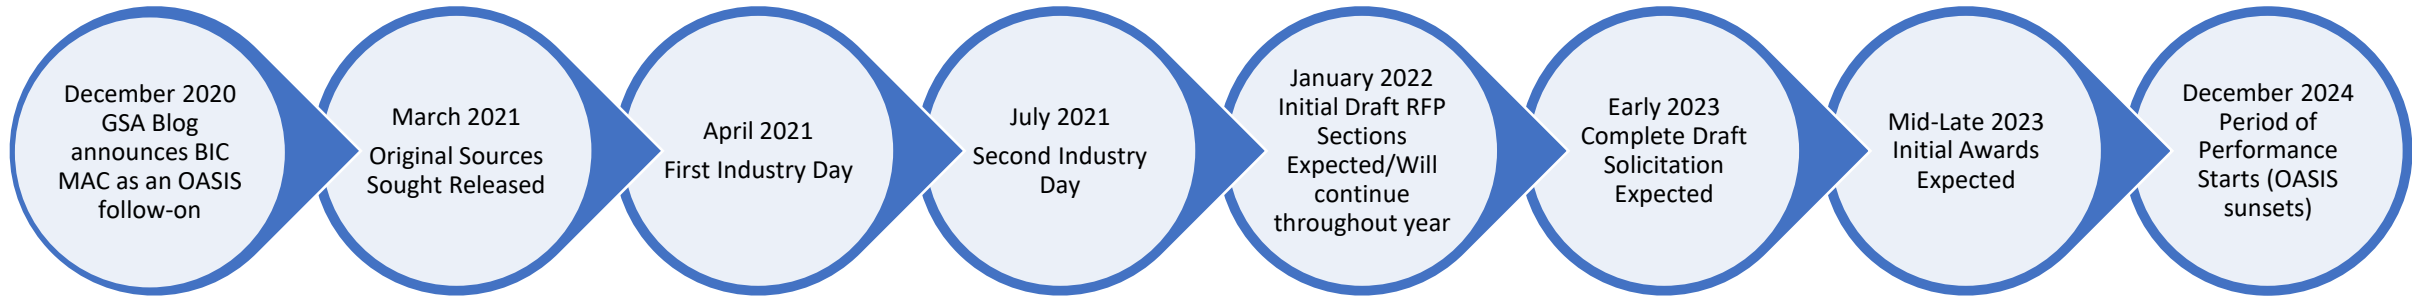 December 2020
GSA Blog
announces BIC
MAC as an OASIS
follow-on
March 2021
Original Sources
Sought Released
April 2021
First Industry Day
July 2021
Second Industry
Day
January 2022
Initial Draft RFP
Sections
Expected/Will
continue
throughout year
Early 2023
Complete Draft
Solicitation
Expected
Mid-Late 2023
Initial Awards
Expected
December 2024
Period of
Performance
Starts (OASIS
sunsets)